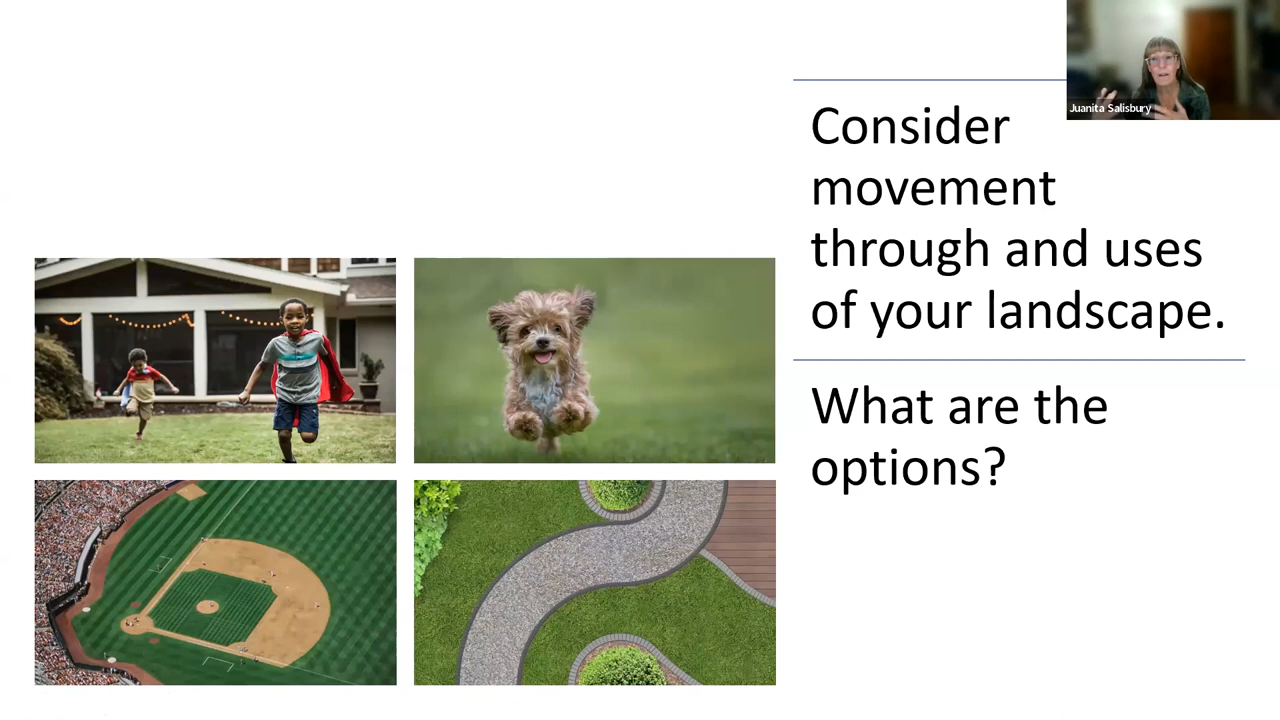 Juanita Salisbury
Consider
movement
through and uses
of your landscape.
What are the
options?